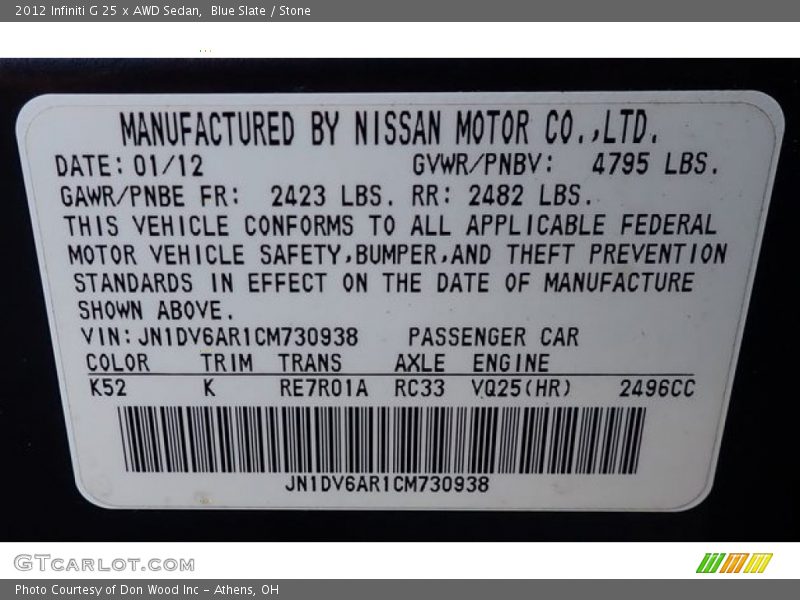 2012 Infiniti G 25 x AWD Sedan,  Blue Slate / Stone
MANUFACTURED BY NISSAN MOTOR CO.,LTD.
DATE: 01/12 GVWR/PNBV: 4795 LBS.
GAWR/PNBE FR: 2423 LBS. RR: 2482 LBS.
THIS VEHICLE CONFORMS TO ALL APPLICABLE FEDERAL
MOTOR VEHICLE SAFETY,BUMPER,AND THEFT PREVENTION
STANDARDS IN EFFECT ON THE DATE OF MANUFACTURE
SHOWN ABOVE.
VIN: JN1DV6AR1CM730938 PASSENGER CAR
COLOR TRIM TRANS AXLE ENGINE
K52 K RE7R01A RC33 VQ25(HR) 2496CC
JN1DV6AR1CM730938
GTCARLOT.COM
Photo Courtesy of Don Wood Inc - Athens, OH